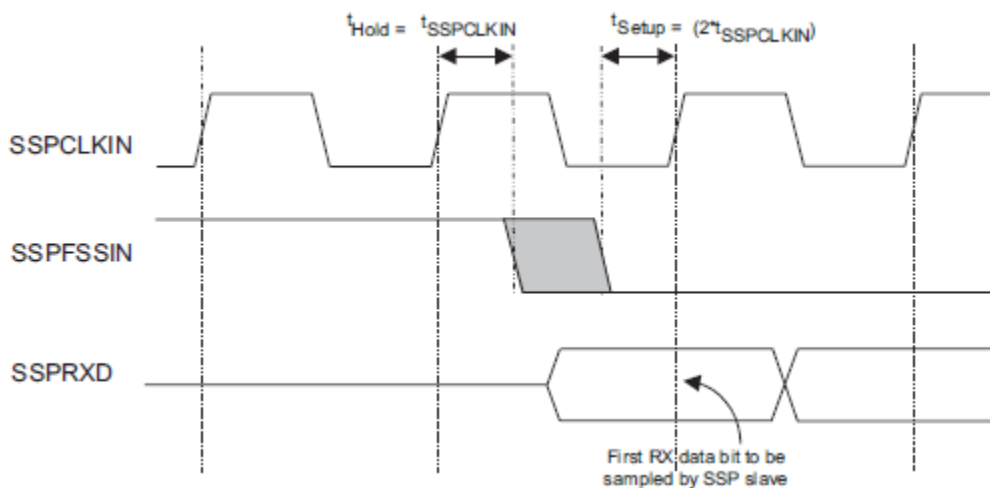 tHold = tSSPCLKIN
tSetup = (2*tSSPCLKIN)
SSPCLKIN
SSPFSSIN
SSPRXD
First RX data bit to be
sampled by SSP slave